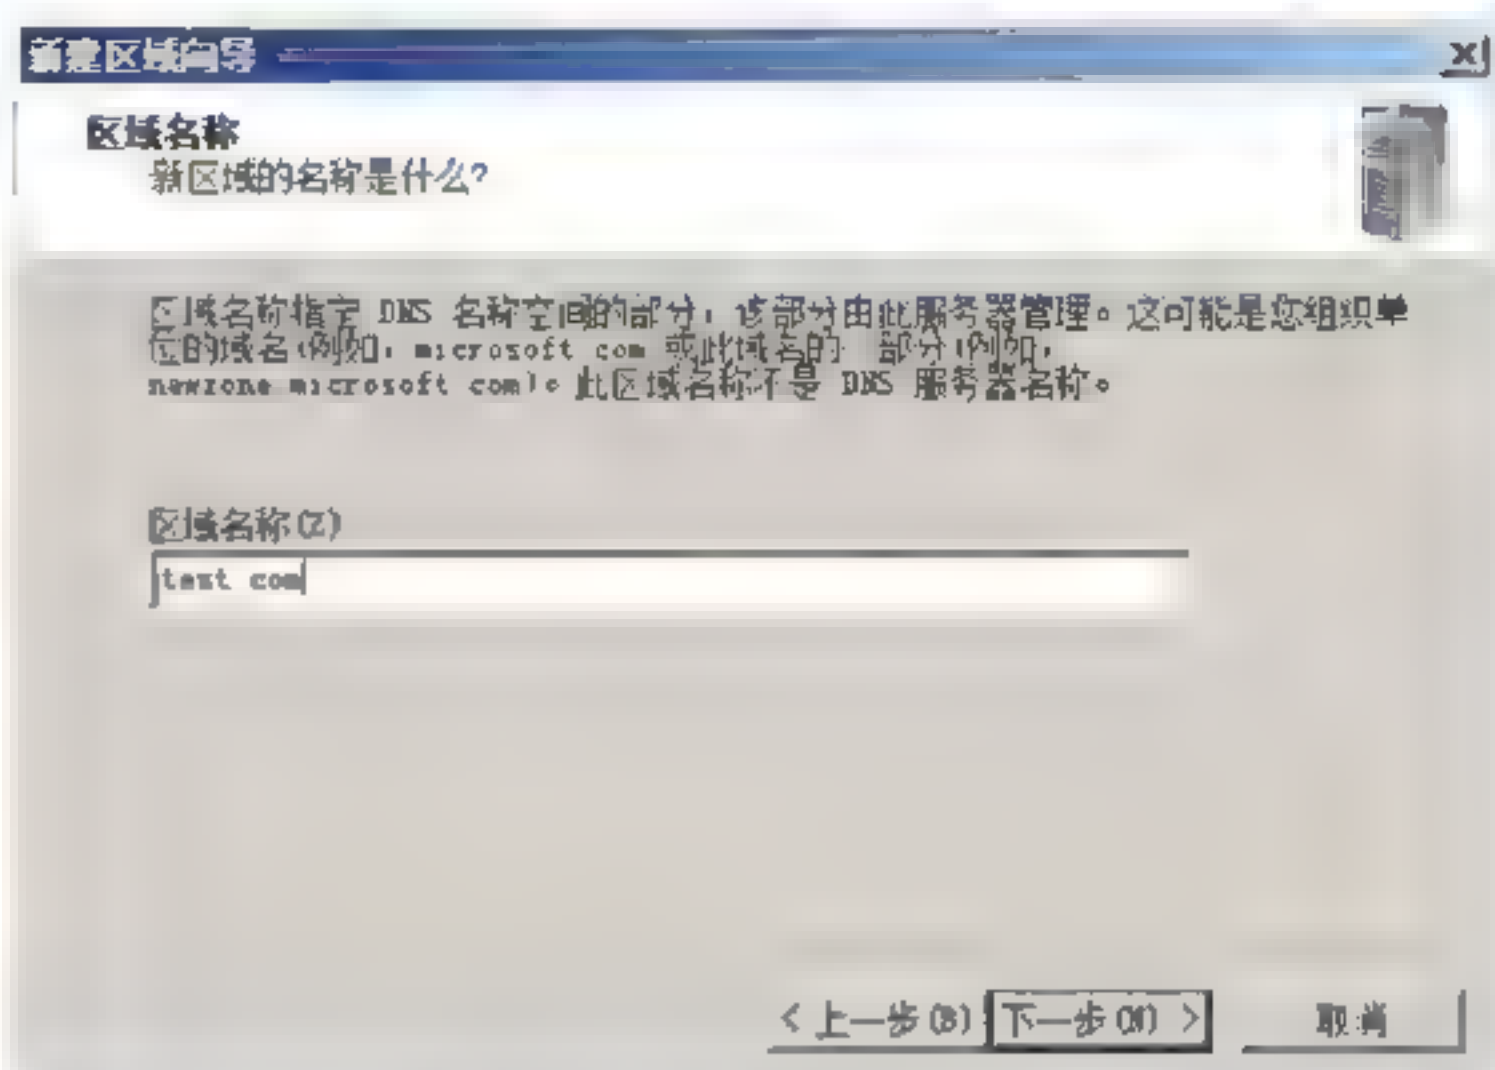 新建区域向导
区域名称
新区域的名称是什么?
区域名称指定 DNS 名称空间的部分，该部分由此服务器管理。这可能是您组织单
位的域名(例如，microsoft.com)或此域名的一部分(例如，
newzone.microsoft.com)。此区域名称不是 DNS 服务器名称。
区域名称(Z)
test.com
< 上一步(B)
下一步(N) >
取消